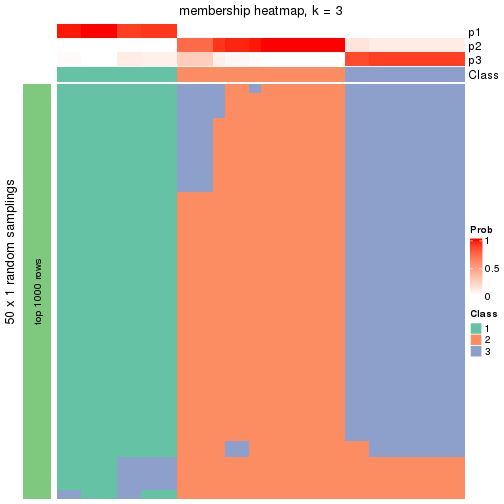 membership heatmap, k = 3
p1
p2
p3
Class
50 x 1 random samplings
top 1000 rows
Prob
1
0.5
0
Class
1
2
3